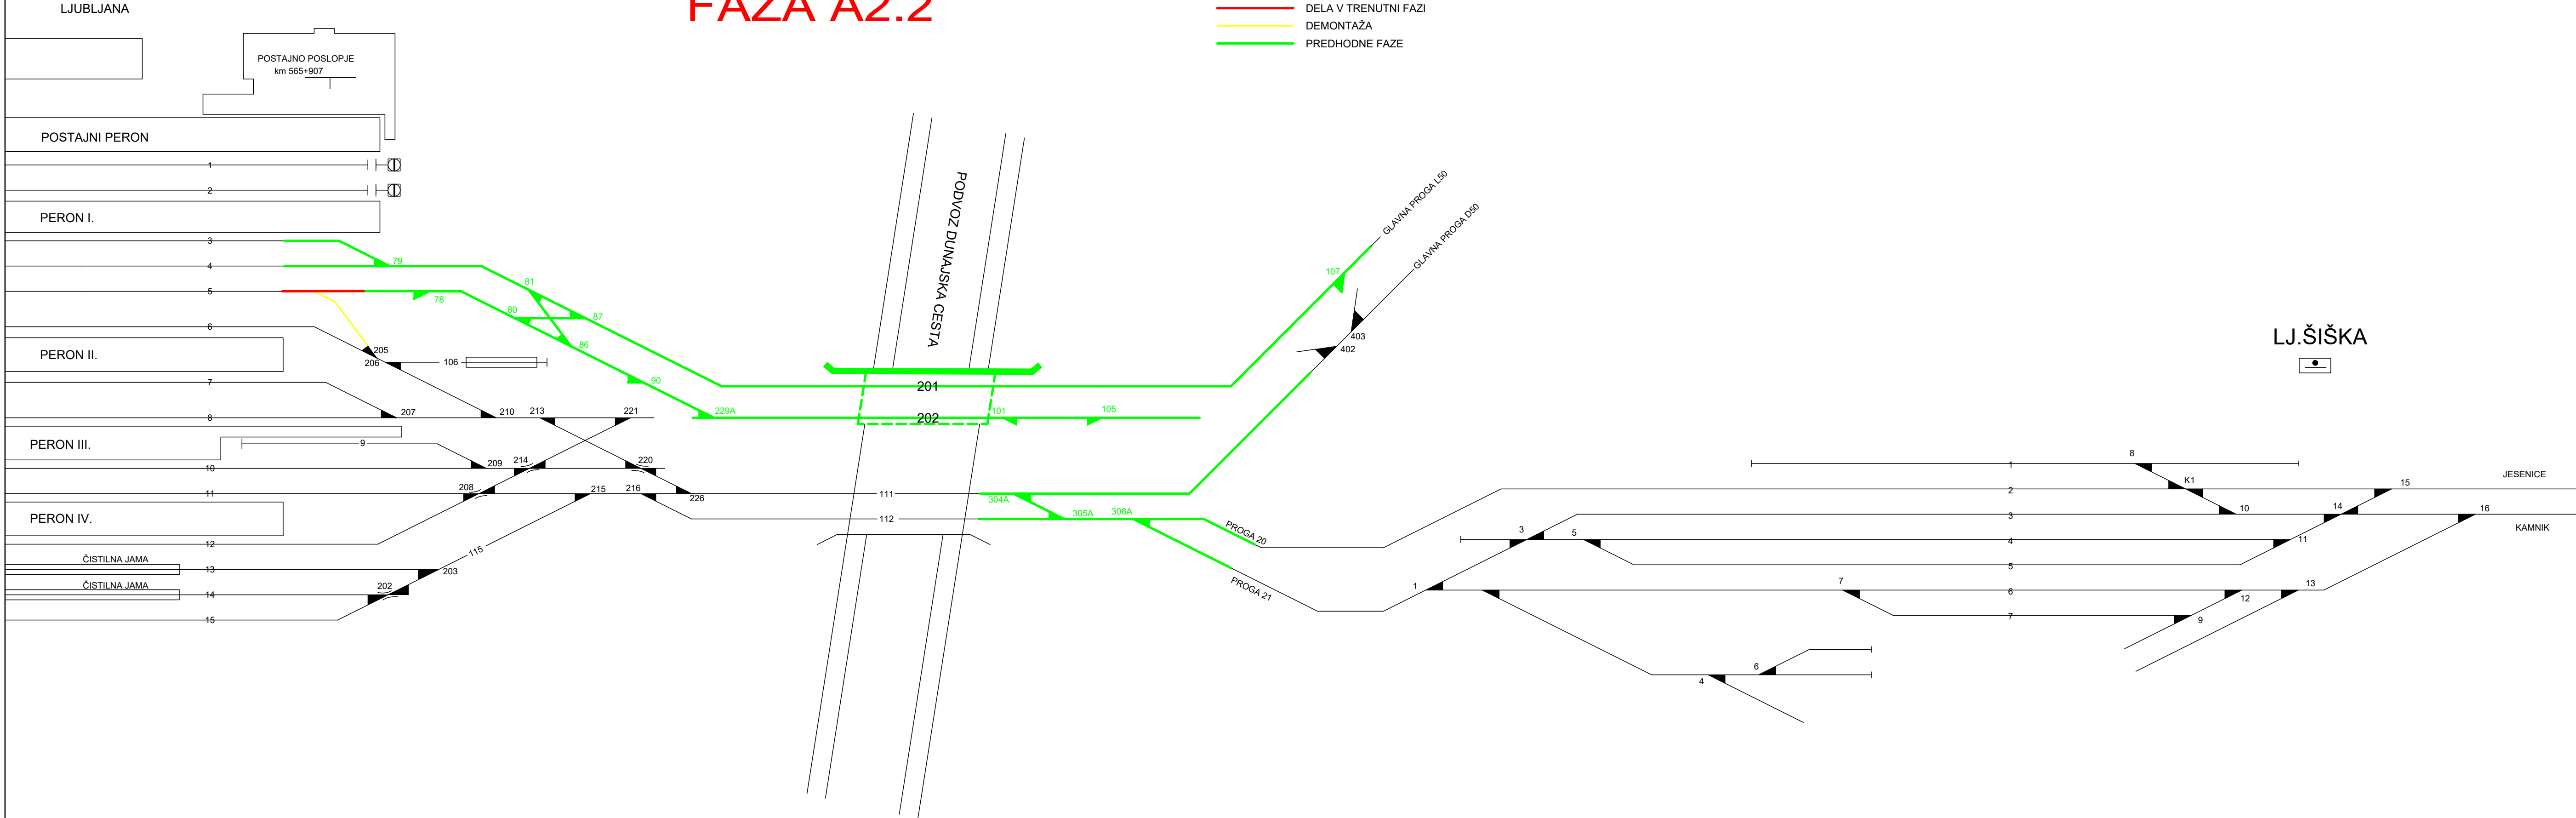 LJUBLJANA
FAZA A2.2
DELA V TRENUTNI FAZI
DEMONTAŽA
PREDHODNE FAZE
POSTAJNO POSLOPJE
km 565+907
POSTAJNI PERON
1
2
PERON I.
3
4
5
6
PERON II.
7
8
PERON III.
9
10
11
PERON IV.
12
ČISTILNA JAMA
13
ČISTILNA JAMA
14
15
79
78
81
80
87
86
90
205
206
106
207
210
213
221
229A
209
214
220
208
215
216
226
115
203
202
PODVOZ DUNAJSKA CESTA
201
202
101
105
111
112
304A
305A
306A
107
GLAVNA PROGA L50
GLAVNA PROGA D50
403
402
PROGA 20
PROGA 21
LJ.ŠIŠKA
1
8
2
K1
15
JESENICE
3
10
14
16
KAMNIK
3
5
4
11
5
1
7
6
13
12
7
9
6
4